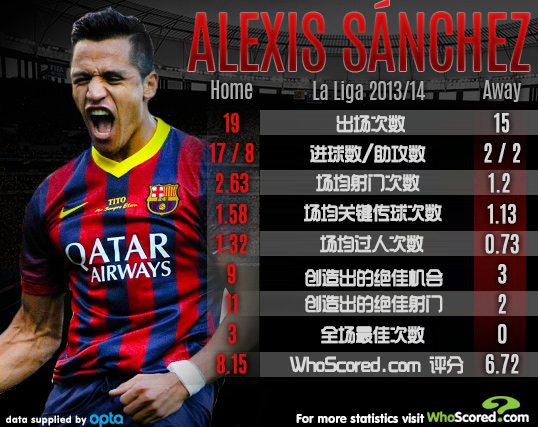 ALEXIS SÁNCHEZ
Home La Liga 2013/14 Away
19 出场次数 15
17 / 8 进球数/助攻数 2 / 2
2.63 场均射门次数 1.2
1.58 场均关键传球次数 1.13
1.32 场均过人次数 0.73
9 创造出的绝佳机会 3
11 创造出的绝佳射门 2
3 全场最佳次数 0
8.15 WhoScored.com 评分 6.72
TITO
QATAR
AIRWAYS
data supplied by opta
For more statistics visit WhoScored.com